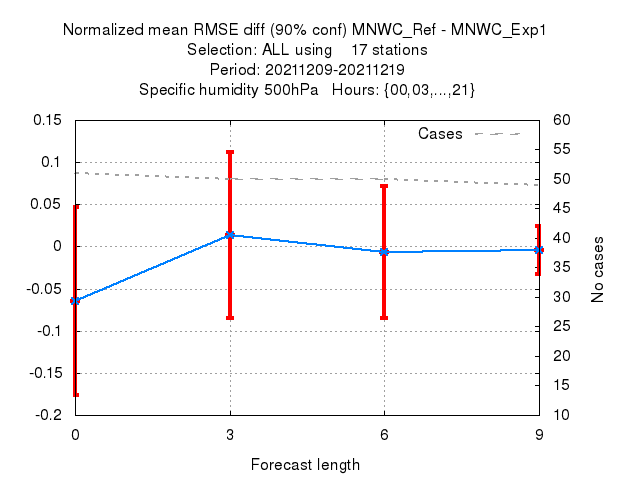 Normalized mean RMSE diff (90% conf) MNWC_Ref - MNWC_Exp1
Selection: ALL using 17 stations
Period: 20211209-20211219
Specific humidity 500hPa Hours: {00,03,...,21}
Cases
0.15
0.1
0.05
0
-0.05
-0.1
-0.15
-0.2
60
55
50
45
40
35
30
25
20
15
10
No cases
0 3 6 9
Forecast length